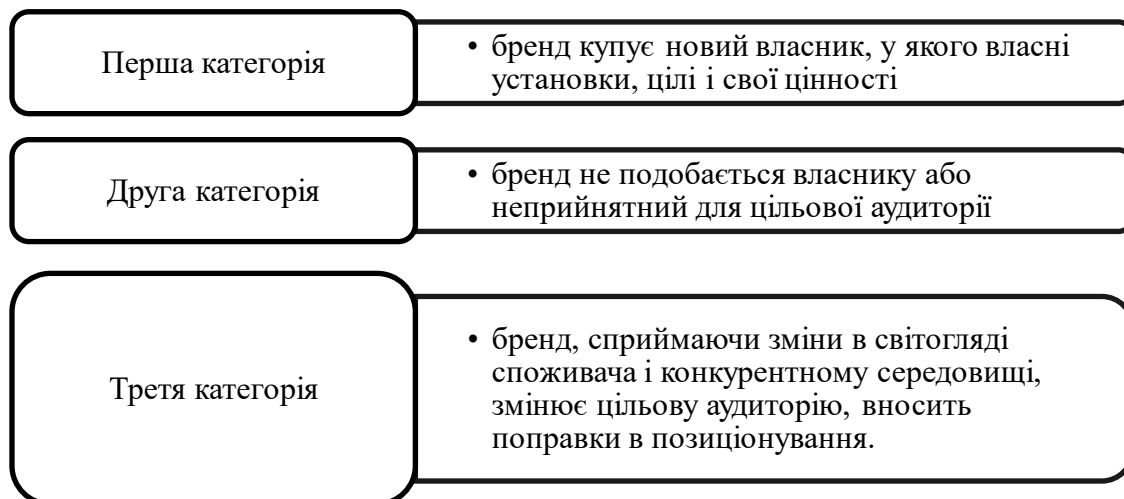 Перша категорія
• бренд купує новий власник, у якого власні
установки, цілі і свої цінності
Друга категорія
• бренд не подобається власнику або
неприйнятний для цільової аудиторії
Третя категорія
• бренд, сприймаючи зміни в світогляді
споживача і конкурентному середовищі,
змінює цільову аудиторію, вносить
поправки в позиціонування.